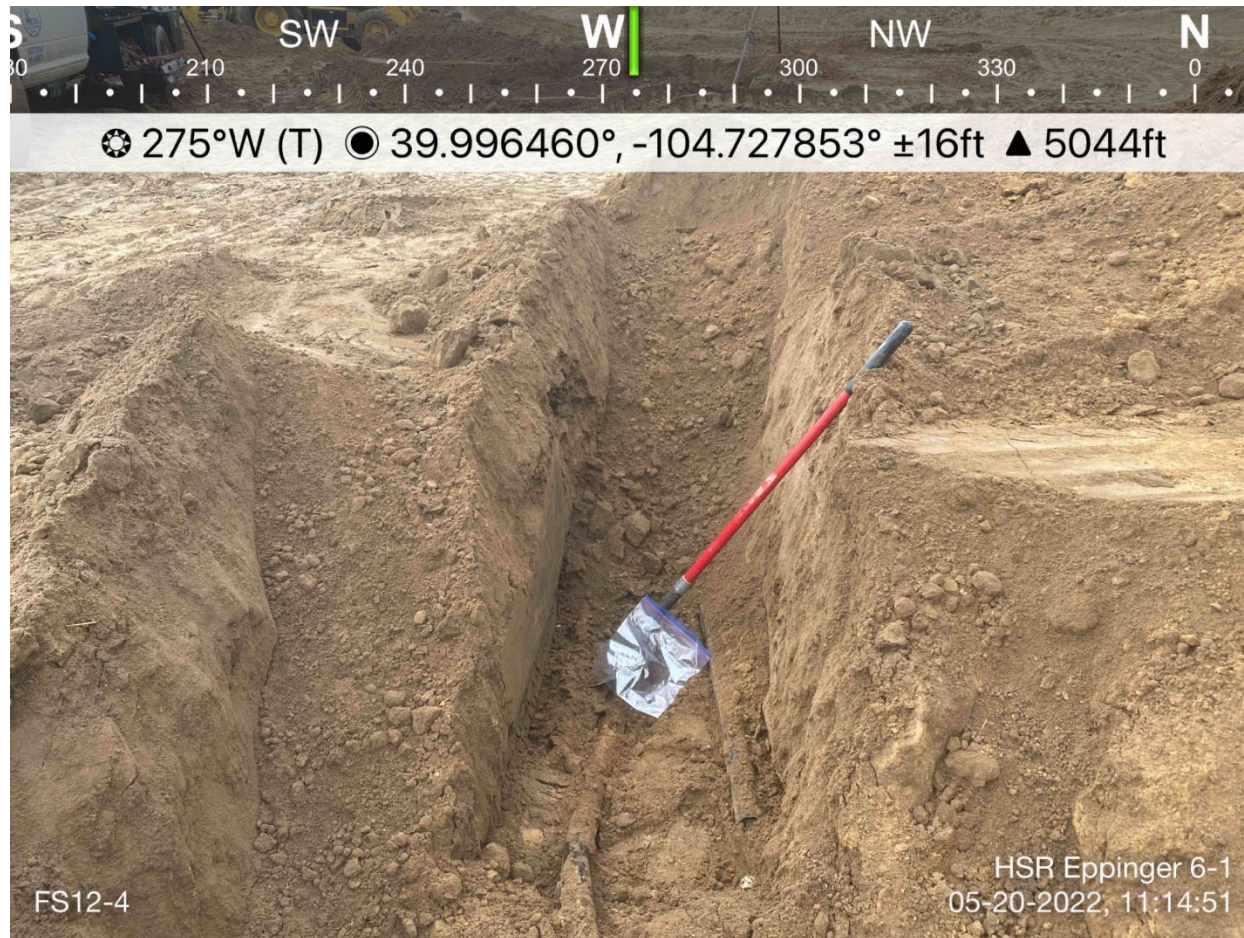 S SW W NW N
80 210 240 270 300 330 0
275°W (T) 39.996460°, -104.727853° ±16ft ▲ 5044ft
FS12-4
HSR Eppinger 6-1
05-20-2022, 11:14:51